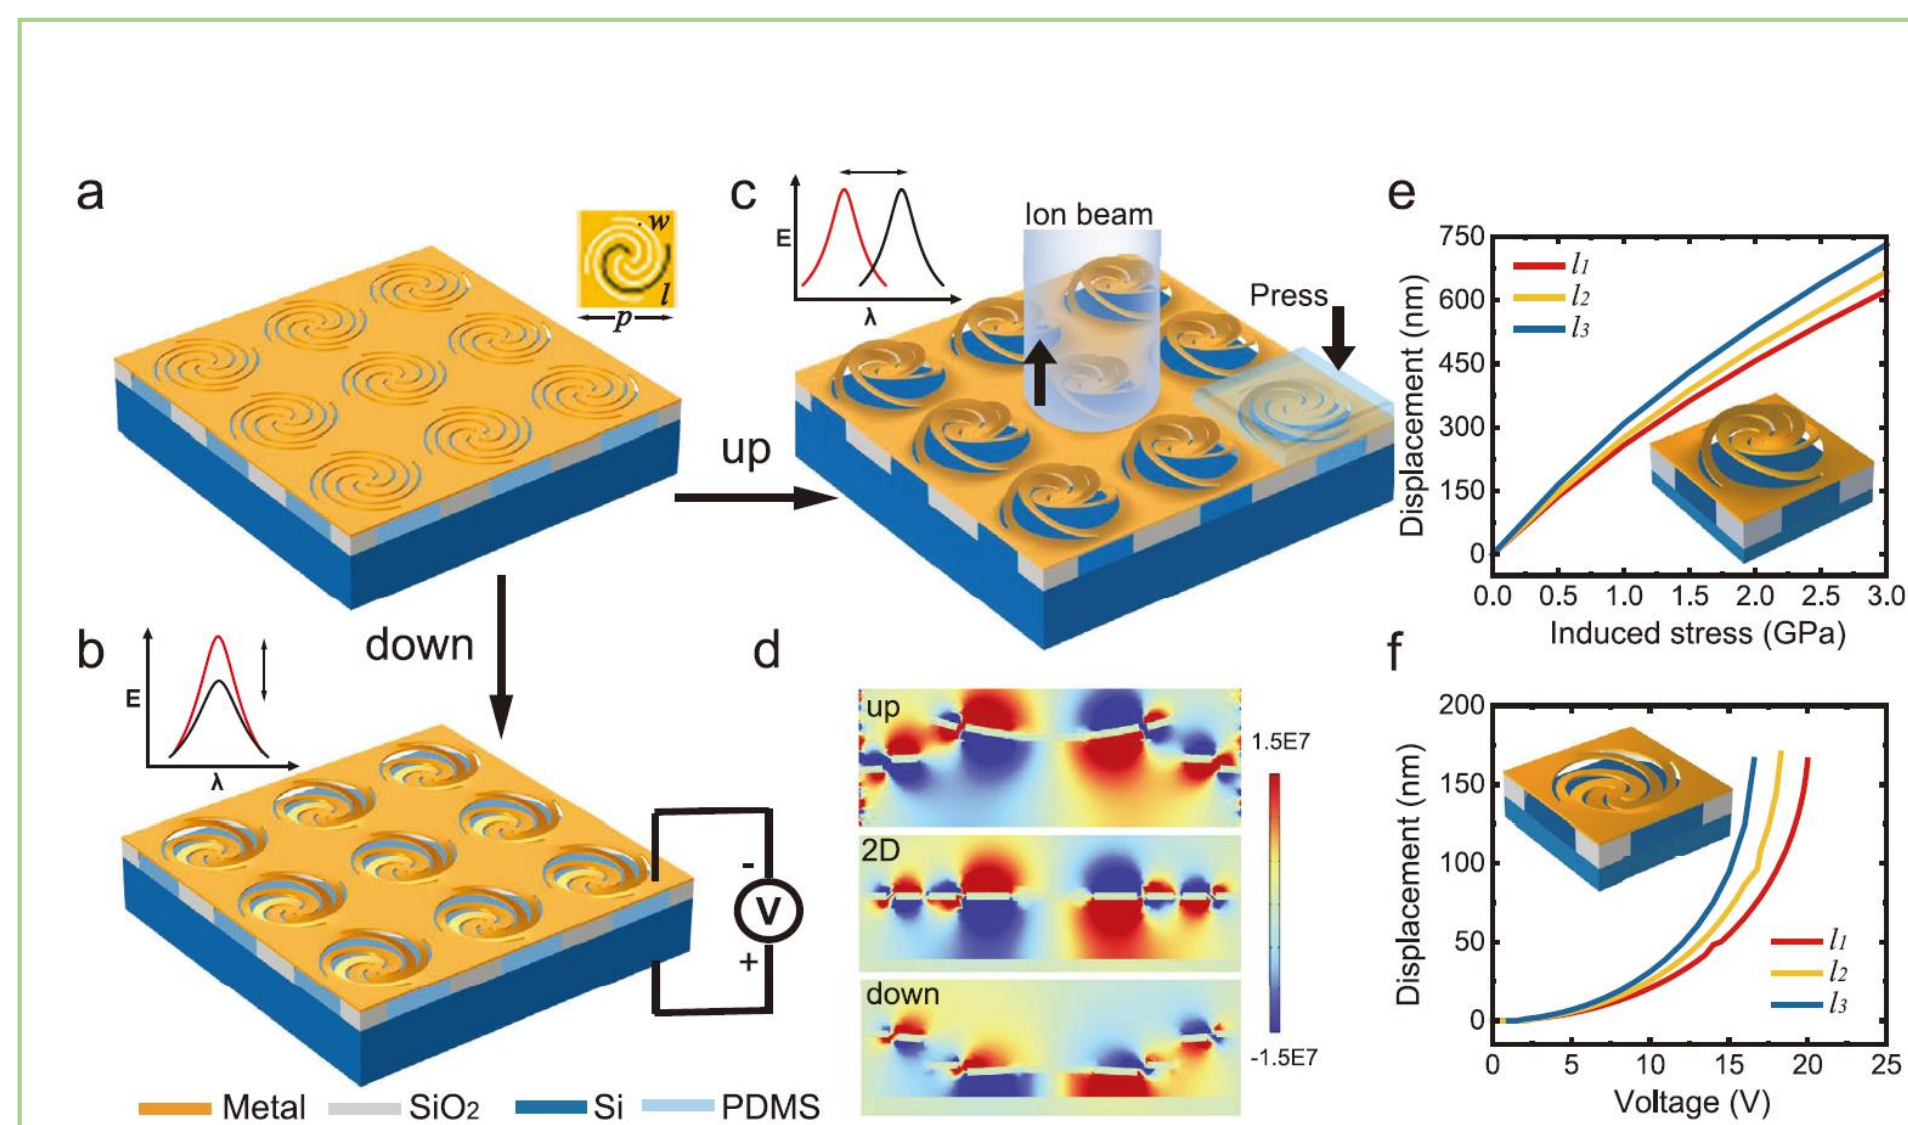 a
w
l
p
up
down
b
E
λ
-
V
+
Metal
SiO2
Si
PDMS
c
E
λ
Ion beam
Press
d
up
2D
down
1.5E7
-1.5E7
e
750
600
450
300
150
0
Displacement (nm)
l1
l2
l3
0.0 0.5 1.0 1.5 2.0 2.5 3.0
Induced stress (GPa)
f
200
150
100
50
0
Displacement (nm)
l1
l2
l3
0 5 10 15 20 25
Voltage (V)